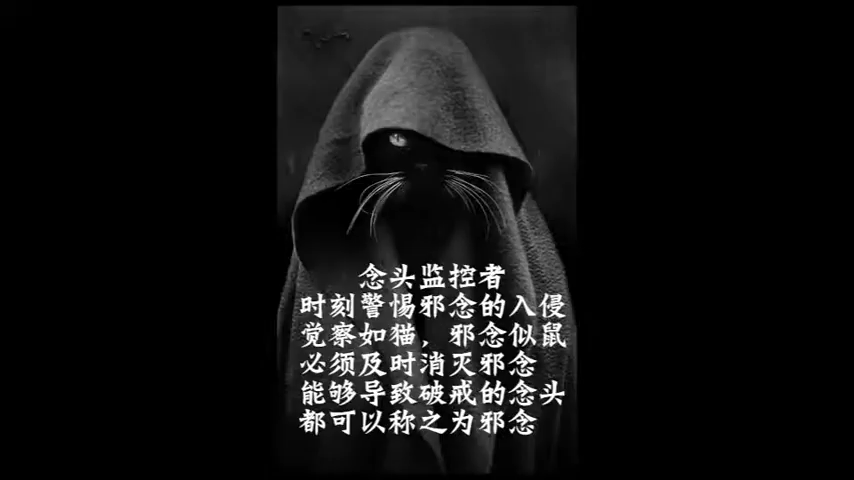 念头监控者
时刻警惕邪念的入侵
觉察如猫，邪念似鼠
必须及时消灭邪念
能够导致破戒的念头
都可以称之为邪念